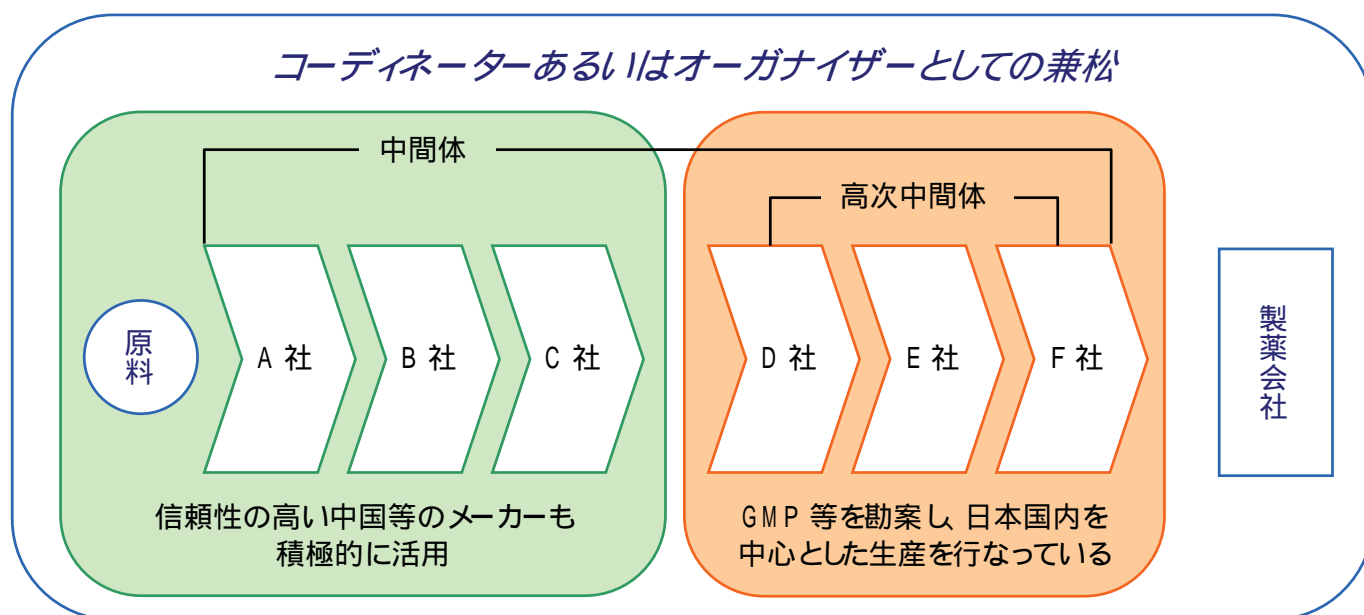 コーディネーターあるいはオーガナイザーとしての兼松
中間体
高次中間体
原料
A 社
B 社
C 社
D 社
E 社
F 社
製薬会社
信頼性の高い中国等のメーカーも
積極的に活用
GMP 等を勘案し、日本国内を
中心とした生産を行なっている